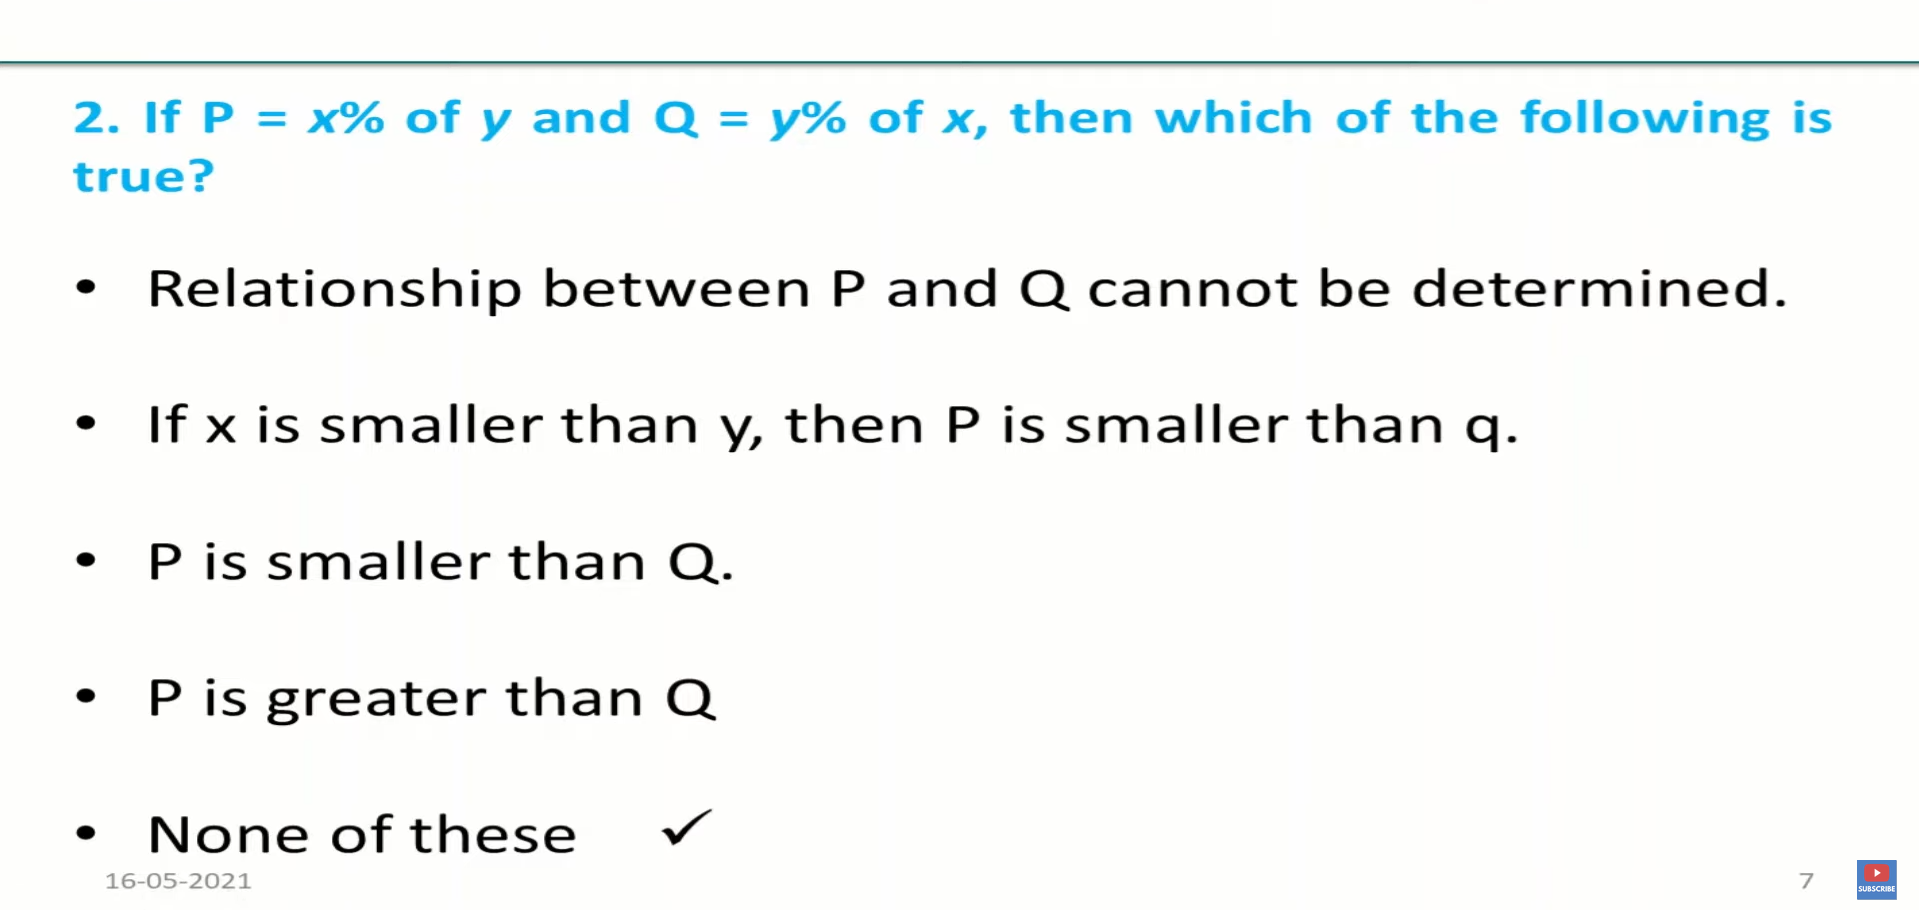 2. If P = x% of y and Q = y% of x, then which of the following is
true?
• Relationship between P and Q cannot be determined.
• If x is smaller than y, then P is smaller than q.
• P is smaller than Q.
• P is greater than Q
• None of these ✓
16-05-2021
7
SUBSCRIBE